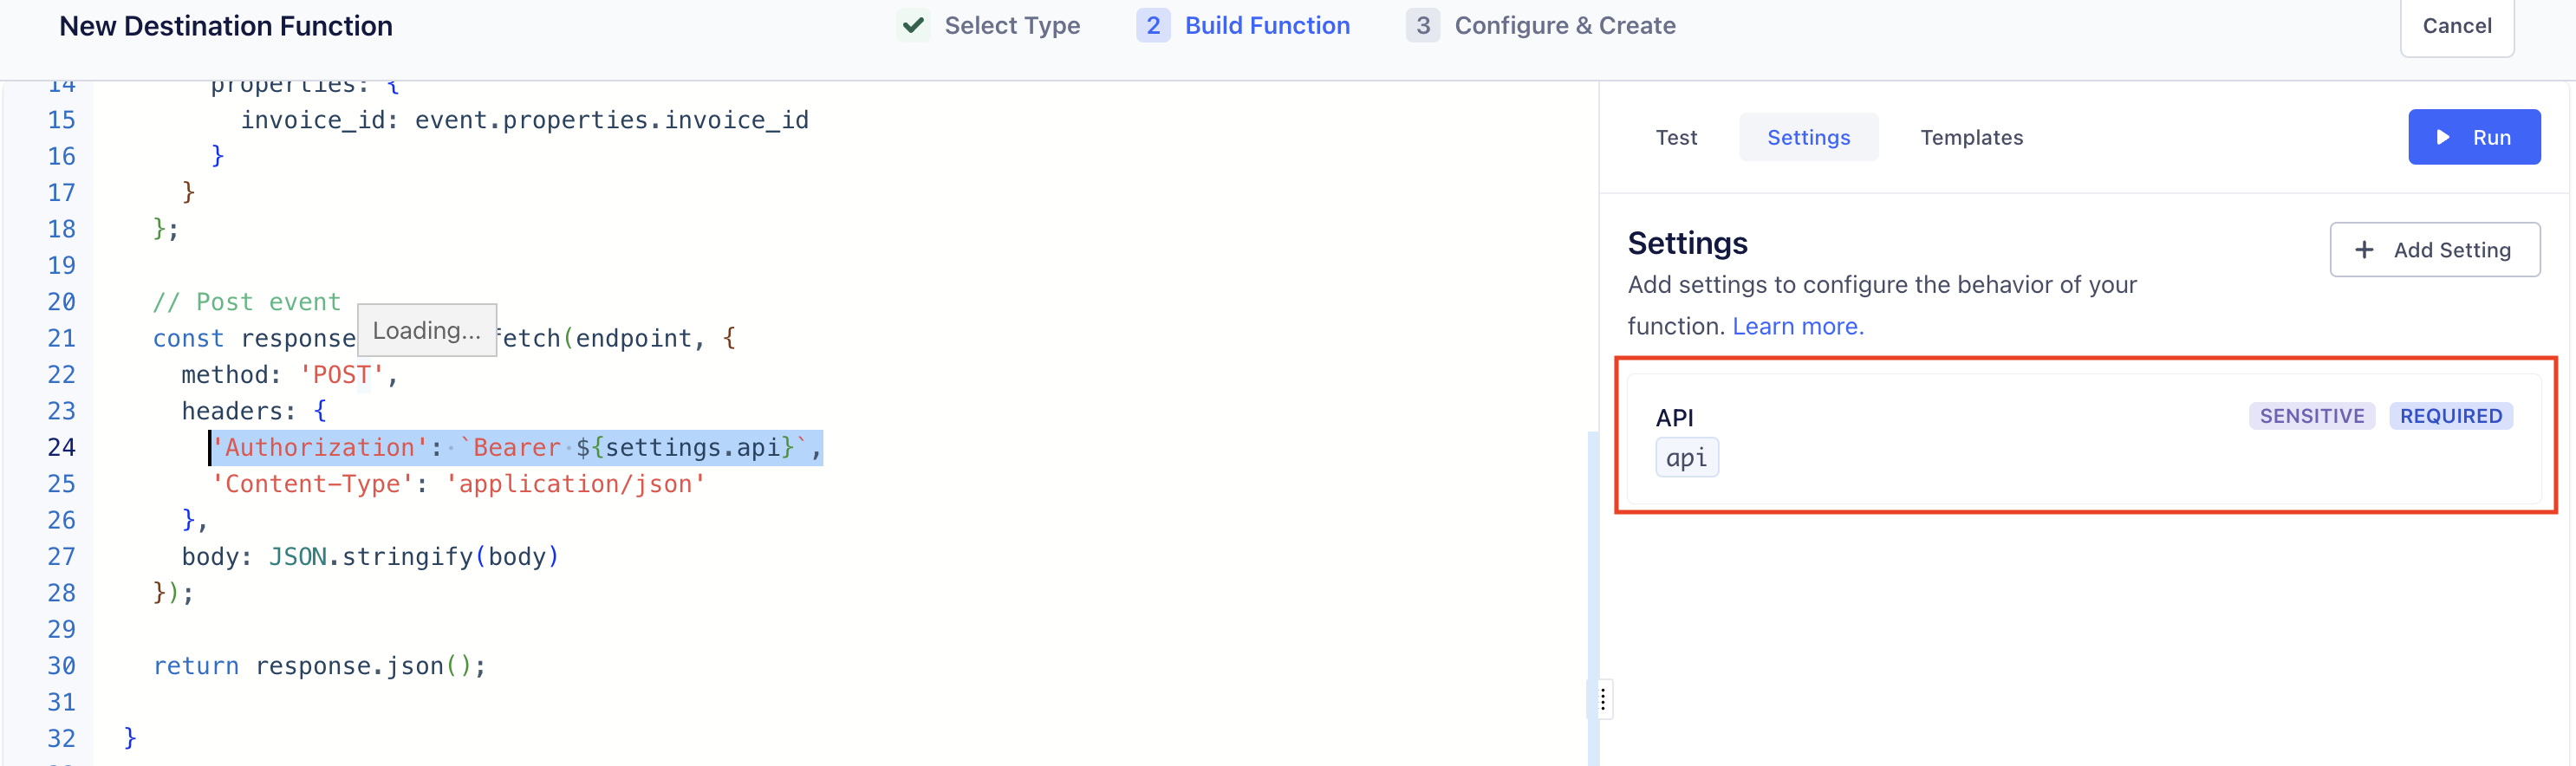 New Destination Function
Select Type
2 Build Function
3 Configure & Create
Cancel
14 properties: {
15 invoice_id: event.properties.invoice_id
16 }
17 }
18 };
19
20 // Post event
21 const response etch(endpoint, {
Loading...
22 method: 'POST',
23 headers: {
24 'Authorization': `Bearer ${settings.api}`,
25 'Content-Type': 'application/json'
26 },
27 body: JSON.stringify(body)
28 });
29
30 return response.json();
31
32 }
Test
Settings
Templates
Run
Settings
Add Setting
Add settings to configure the behavior of your
function. Learn more.
API
SENSITIVE
REQUIRED
api